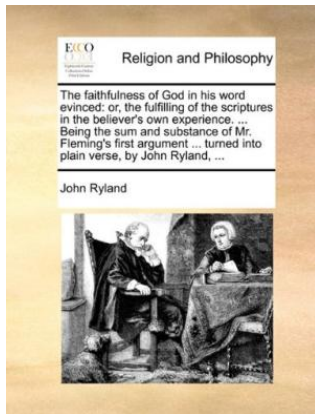 ECCO
Religion and Philosophy
The faithfulness of God in his word
evinced: or, the fulfilling of the scriptures
in the believer's own experience. ...
Being the sum and substance of Mr.
Fleming's first argument ... turned into
plain verse, by John Ryland, ...
John Ryland